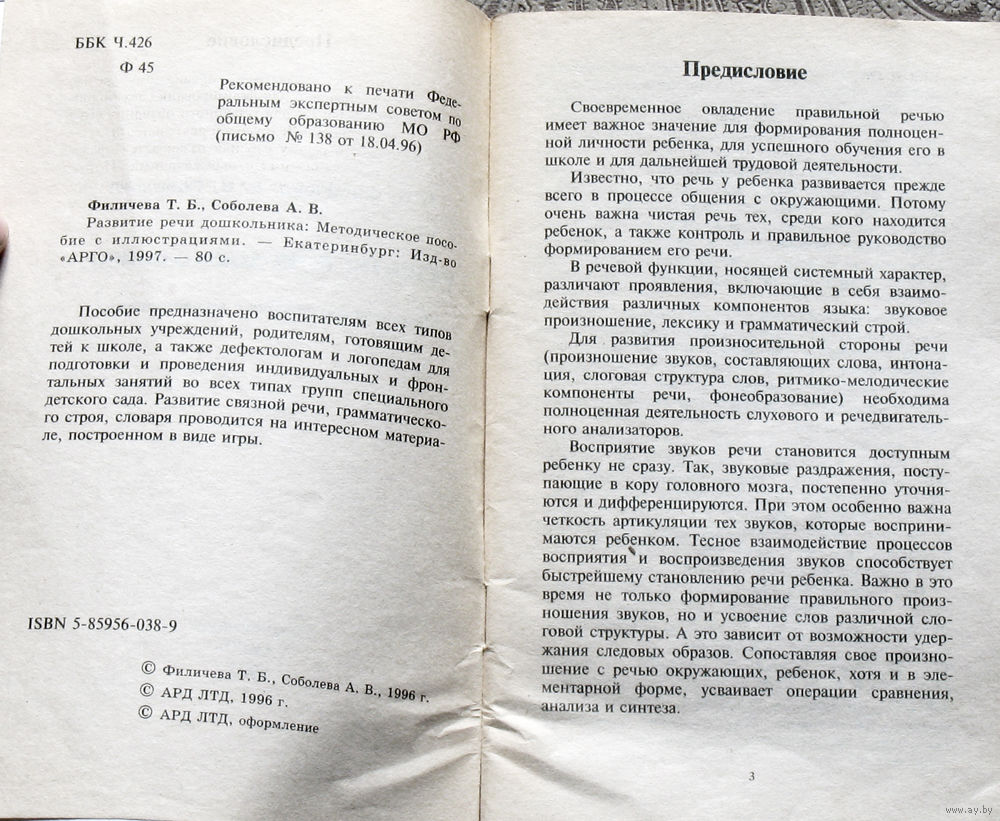 ББК Ч.426
Ф 45
Рекомендовано к печати Феде-
ральным экспертным советом по
общему образованию МО РФ
(письмо № 138 от 18.04.96)
Филичева Т. Б., Соболева А. В.
Развитие речи дошкольника: Методическое посо-
бие с иллюстрациями. — Екатеринбург: Изд-во
«АРГО», 1997. — 80 с.
Пособие предназначено воспитателям всех типов
дошкольных учреждений, родителям, готовящим де-
тей к школе, а также дефектологам и логопедам для
подготовки и проведения индивидуальных и фрон-
тальных занятий во всех типах групп специального
детского сада. Развитие связной речи, грамматическо-
го строя, словаря проводится на интересном материа-
ле, построенном в виде игры.
ISBN 5-85956-038-9
© Филичева Т. Б., Соболева А. В., 1996 г.
© АРД ЛТД, 1996 г.
© АРД ЛТД, оформление
Предисловие
Своевременное овладение правильной речью
имеет важное значение для формирования полноцен-
ной личности ребенка, для успешного обучения его в
школе и для дальнейшей трудовой деятельности.
Известно, что речь у ребенка развивается прежде
всего в процессе общения с окружающими. Потому
очень важна чистая речь тех, среди кого находится
ребенок, а также контроль и правильное руководство
формированием его речи.
В речевой функции, носящей системный характер,
различают проявления, включающие в себя взаимо-
действия различных компонентов языка: звуковое
произношение, лексику и грамматический строй.
Для развития произносительной стороны речи
(произношение звуков, составляющих слова, интона-
ция, слоговая структура слов, ритмико-мелодические
компоненты речи, фонеобразование) необходима
полноценная деятельность слухового и речедвигатель-
ного анализаторов.
Восприятие звуков речи становится доступным
ребенку не сразу. Так, звуковые раздражения, посту-
пающие в кору головного мозга, постепенно уточня-
ются и дифференцируются. При этом особенно важна
четкость артикуляции тех звуков, которые восприни-
маются ребенком. Тесное взаимодействие процессов
восприятия и воспроизведения звуков способствует
быстрейшему становлению речи ребенка. Важно в это
время не только формирование правильного произ-
ношения звуков, но и усвоение слов различной сло-
говой структуры. А это зависит от возможности удер-
жания следовых образов. Сопоставляя свое произно-
шение с речью окружающих, ребенок, хотя и в эле-
ментарной форме, усваивает операции сравнения,
анализа и синтеза.
3
www.ay.by